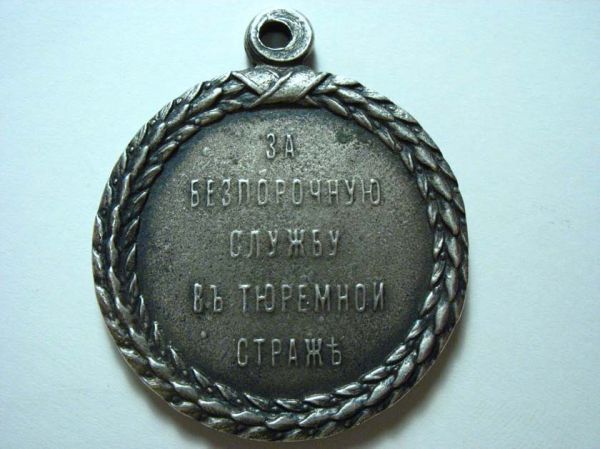 ЗА
БЕЗПОРОЧНУЮ
СЛУЖБУ
ВЪ ТЮРЕМНОЙ
СТРАЖѢ